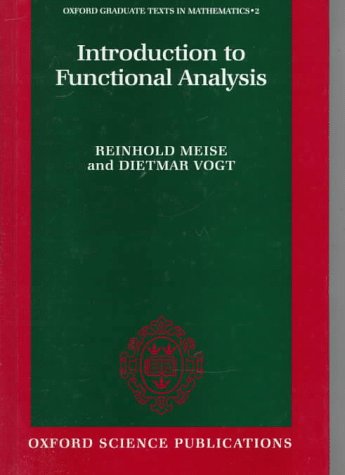 OXFORD GRADUATE TEXTS IN MATHEMATICS • 2
Introduction to
Functional Analysis
REINHOLD MEISE
and DIETMAR VOGT
OXFORD SCIENCE PUBLICATIONS